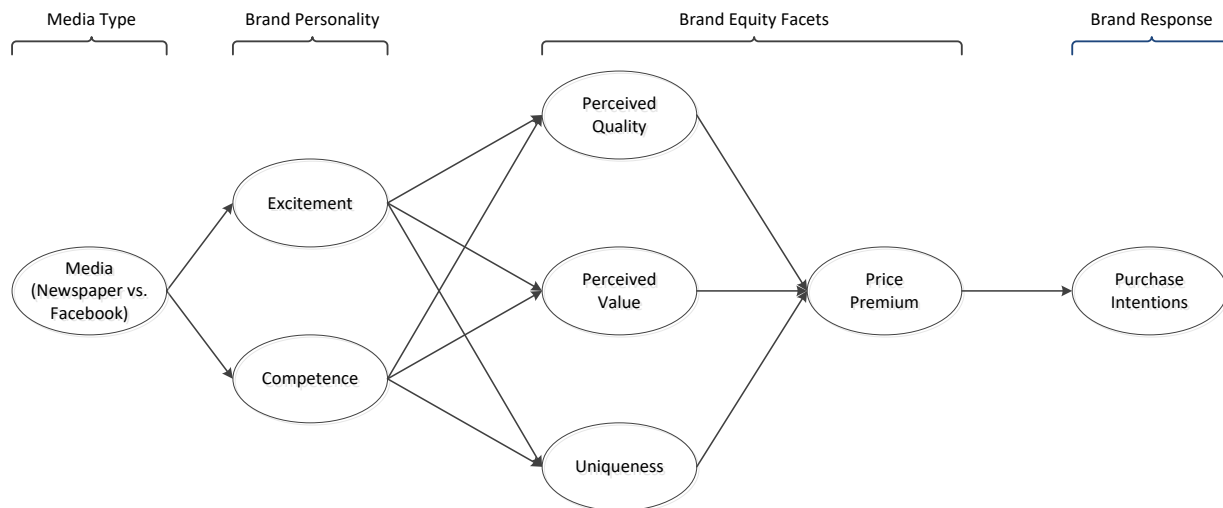 Media Type
Brand Personality
Brand Equity Facets
Brand Response
Perceived
Quality
Excitement
Media
(Newspaper vs.
Facebook)
Perceived
Value
Price
Premium
Purchase
Intentions
Competence
Uniqueness